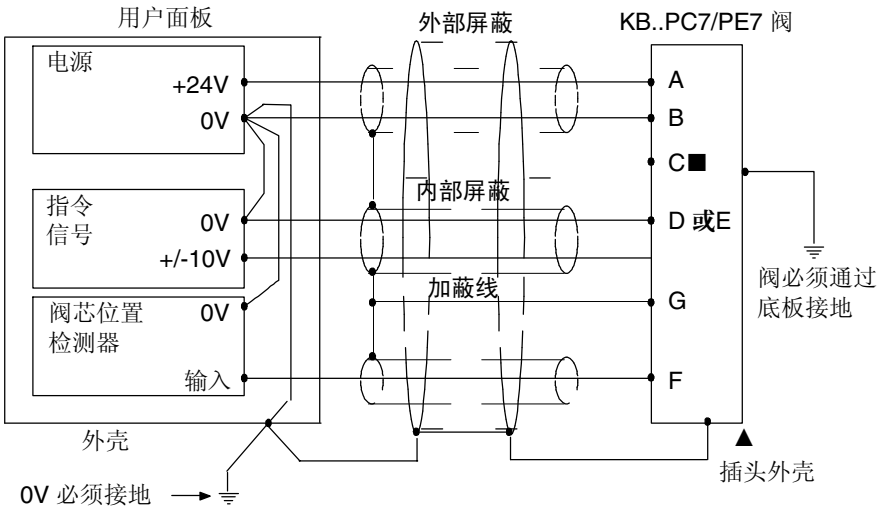 用户面板
外部屏蔽
KB..PC7/PE7 阀
电源
+24V
0V
A
B
C■
内部屏蔽
指令
信号
0V
+/-10V
D 或E
阀必须通过
底板接地
加蔽线
阀芯位置
检测器
0V
G
输入
F
外壳
▲
插头外壳
0V 必须接地